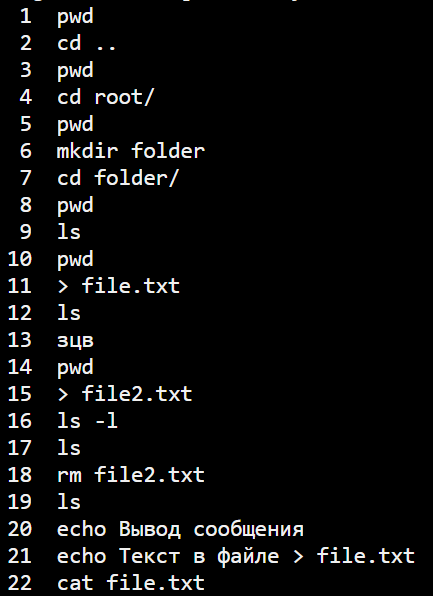 1 pwd
2 cd ..
3 pwd
4 cd root/
5 pwd
6 mkdir folder
7 cd folder/
8 pwd
9 ls
10 pwd
11 > file.txt
12 ls
13 зцв
14 pwd
15 > file2.txt
16 ls -l
17 ls
18 rm file2.txt
19 ls
20 echo Вывод сообщения
21 echo Текст в файле > file.txt
22 cat file.txt